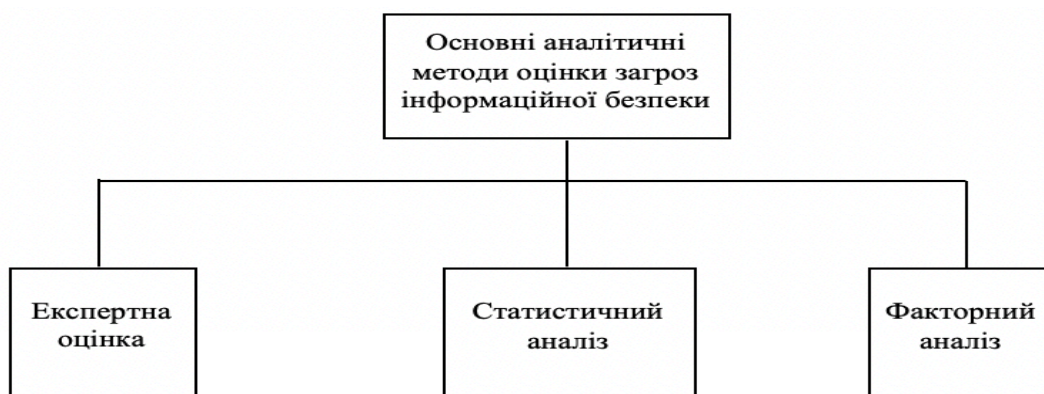 Основні аналітичні
методи оцінки загроз
інформаційної безпеки
Експертна
оцінка
Статистичний
аналіз
Факторний
аналіз